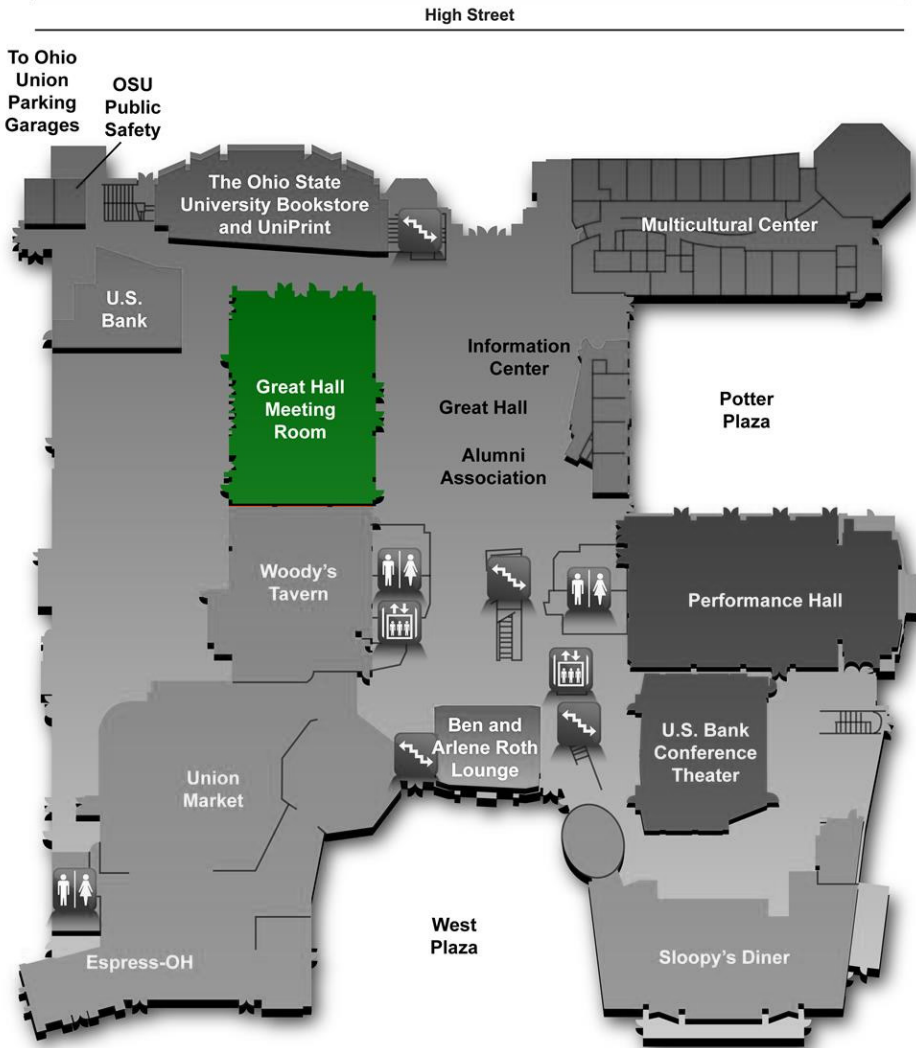 High Street
To Ohio
Union
Parking
Garages
OSU
Public
Safety
The Ohio State
University Bookstore
and UniPrint
Multicultural Center
U.S.
Bank
Great Hall
Meeting
Room
Information
Center
Great Hall
Alumni
Association
Potter
Plaza
Woody's
Tavern
Performance Hall
Ben and
Arlene Roth
Lounge
U.S. Bank
Conference
Theater
Union
Market
West
Plaza
Espress-OH
Sloopy's Diner